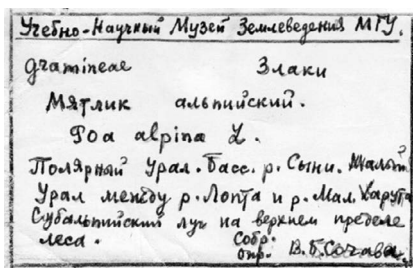 Учебно-Научный Музей Землеведения МГУ.
gramineae Злаки
Мятлик альпийский.
Poa alpina L.
Полярный Урал. Басс. р. Сыни. Малый
Урал между р. Лопта и р. Мал. Харута
Субальпийский луг на верхнем пределе
леса.
Собр.
опр. В.Б. Сочава.